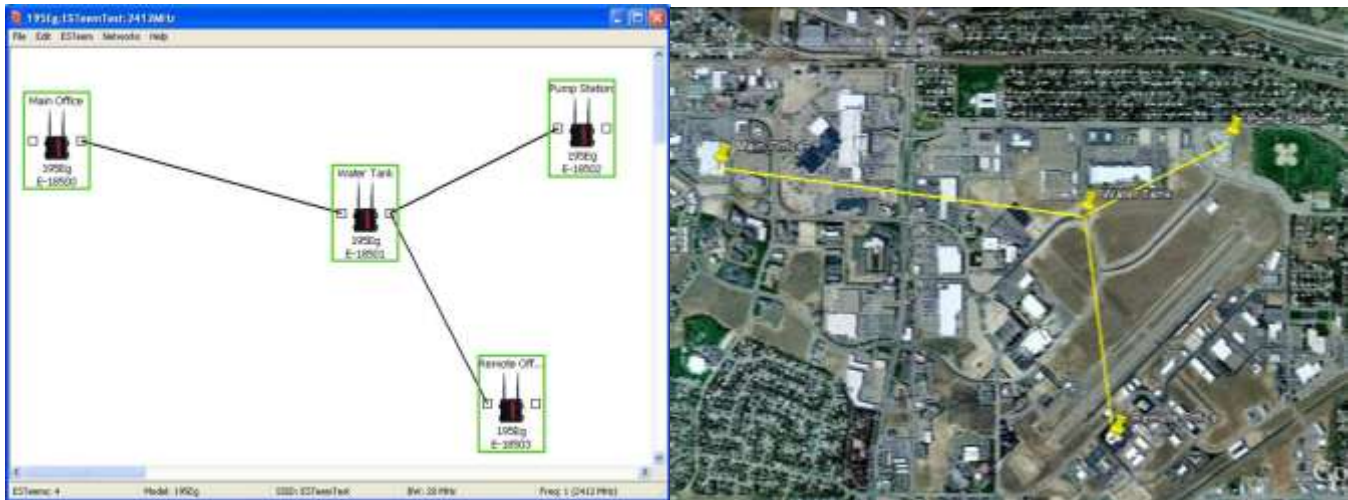 195Eg:ESTeemTest:2412MHz
File Edit ESTeem Networks Help
Main Office
195Eg
E-18500
Pump Station
195Eg
E-18502
Water Tank
195Eg
E-18501
Remote Off...
195Eg
E-18503
ESTeems: 4 Model: 195Eg SSID: ESTeemTest BW: 20 MHz Freq: 1 (2412 MHz)
Main Office
Water Tank